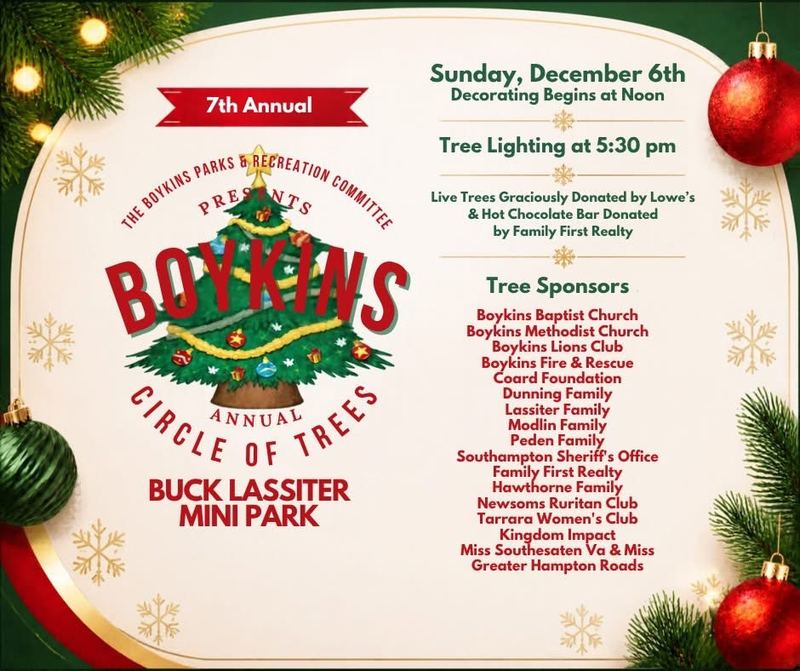 7th Annual
THE BOYKINS PARKS & RECREATION COMMITTEE
PRESENTS
BOYKINS
ANNUAL
CIRCLE OF TREES
BUCK LASSITER
MINI PARK
Sunday, December 6th
Decorating Begins at Noon
Tree Lighting at 5:30 pm
Live Trees Graciously Donated by Lowe's
& Hot Chocolate Bar Donated
by Family First Realty
Tree Sponsors
Boykins Baptist Church
Boykins Methodist Church
Boykins Lions Club
Boykins Fire & Rescue
Coard Foundation
Dunning Family
Lassiter Family
Modlin Family
Peden Family
Southampton Sheriff's Office
Family First Realty
Hawthorne Family
Newsoms Ruritan Club
Tarrara Women's Club
Kingdom Impact
Miss Southesaten Va & Miss
Greater Hampton Roads